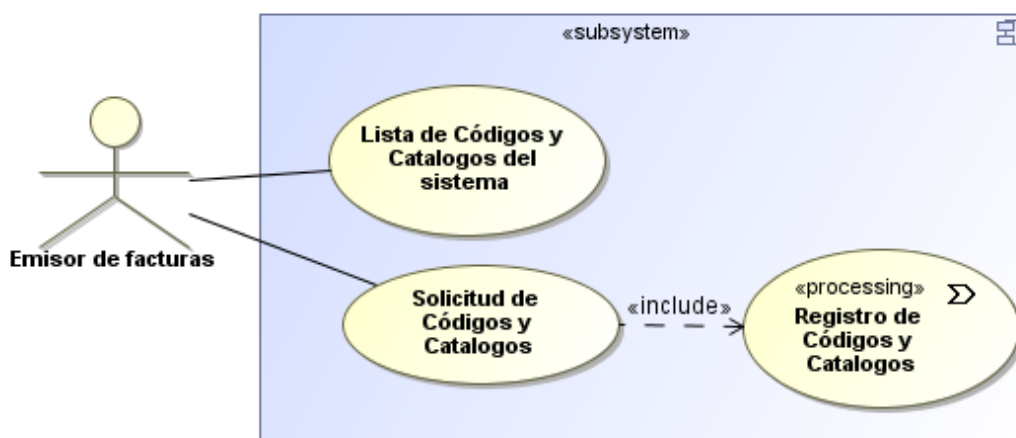 «subsystem»
Lista de Códigos y
Catalogos del
sistema
Emisor de facturas
Solicitud de
Códigos y
Catalogos
«include»
«processing»
Registro de
Códigos y
Catalogos